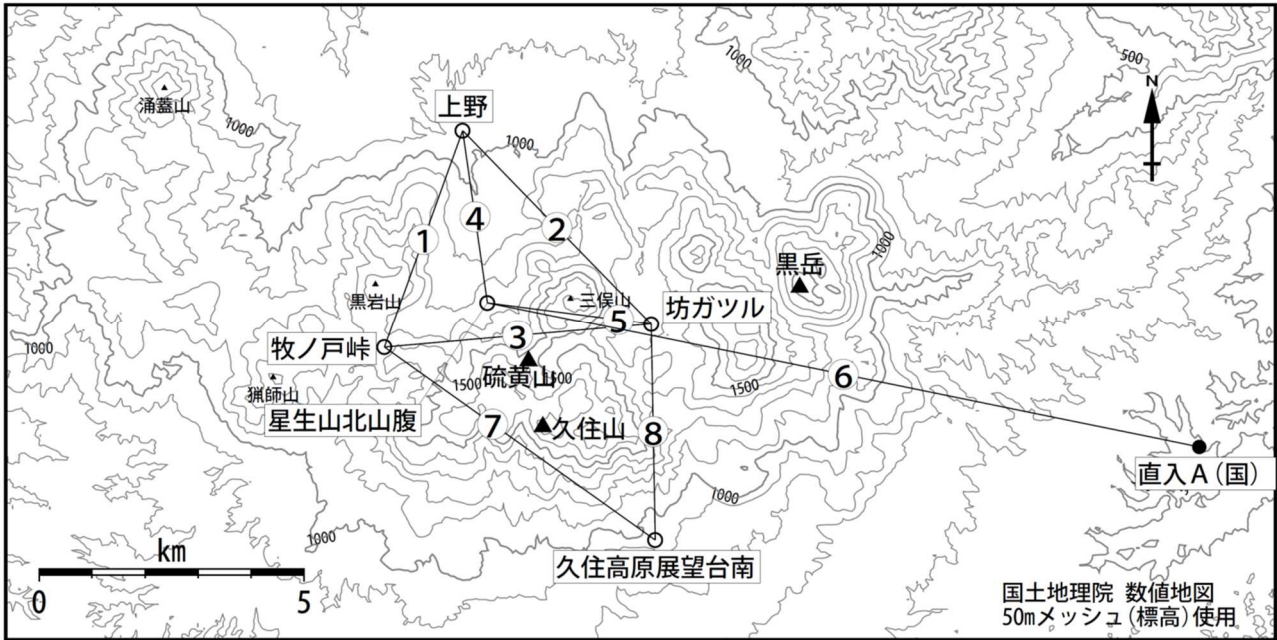 500
1000
N
涌蓋山
上野
1000
1000
4
2
1
1000
黒岳
黒岩山
三俣山
坊ガツル
5
3
牧ノ戸峠
1000
硫黄山
1500
1500
1500
6
猟師山
星生山北山腹
7
久住山
8
直入A(国)
1000
1000
km
久住高原展望台南
0
5
国土地理院 数値地図
50mメッシュ(標高)使用